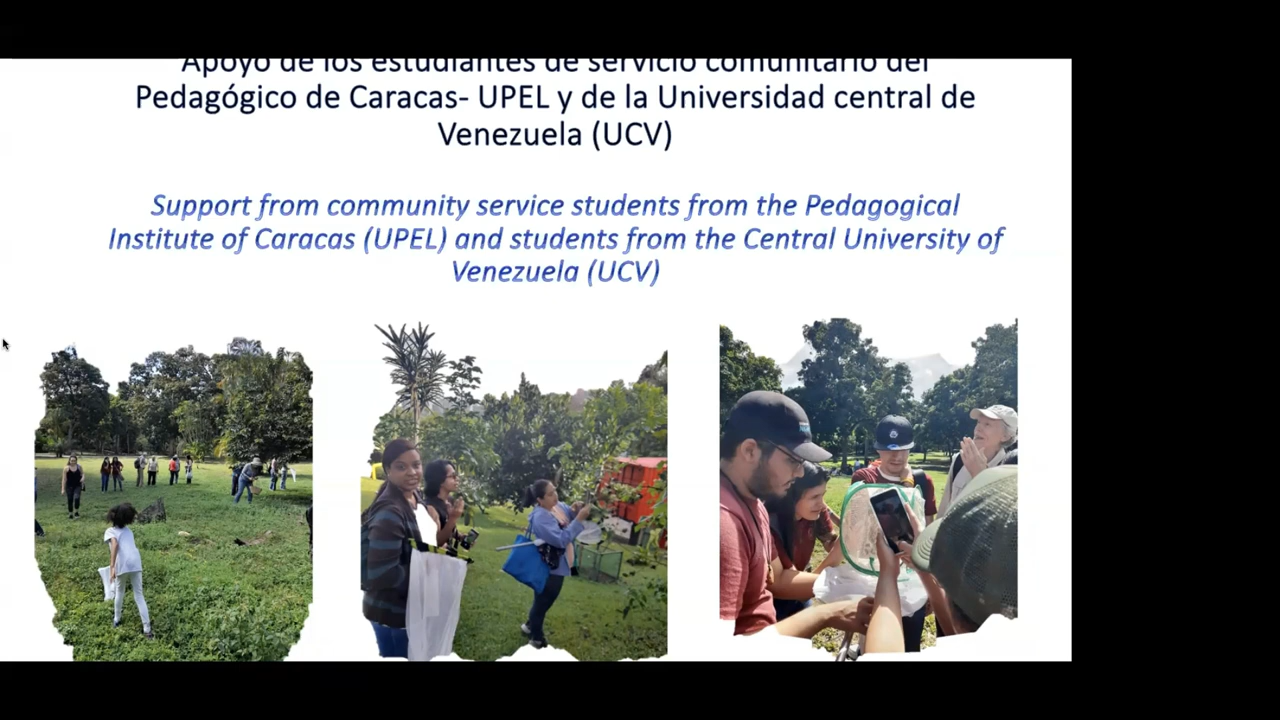 Apoyo de los estudiantes de servicio comunitario del
Pedagógico de Caracas- UPEL y de la Universidad central de
Venezuela (UCV)
Support from community service students from the Pedagogical
Institute of Caracas (UPEL) and students from the Central University of
Venezuela (UCV)